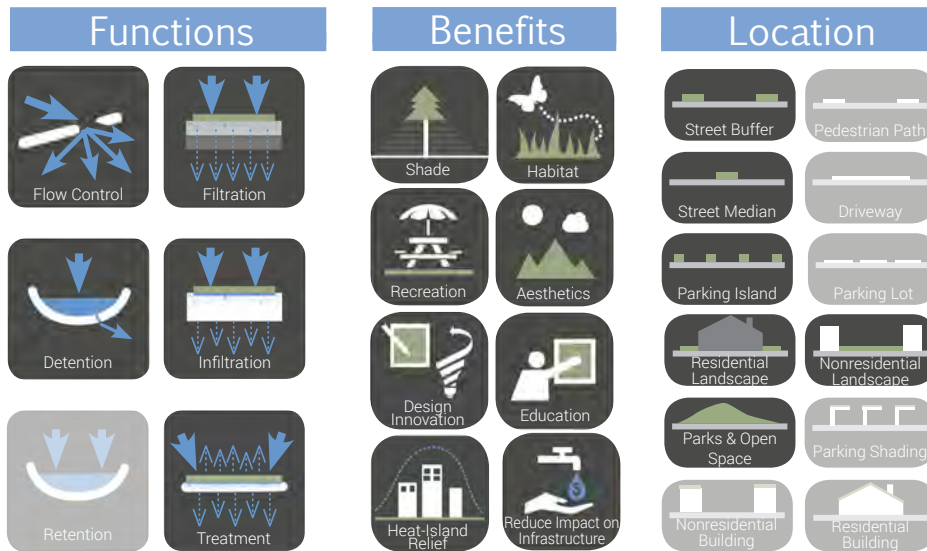 Functions
Flow Control
Filtration
Detention
Infiltration
Retention
Treatment
Benefits
Shade
Habitat
Recreation
Aesthetics
Design
Innovation
Education
Heat-Island
Relief
Reduce Impact on
Infrastructure
$
Location
Street Buffer
Pedestrian Path
Street Median
Driveway
Parking Island
Parking Lot
Residential
Landscape
Nonresidential
Landscape
Parks & Open
Space
Parking Shading
Nonresidential
Building
Residential
Building